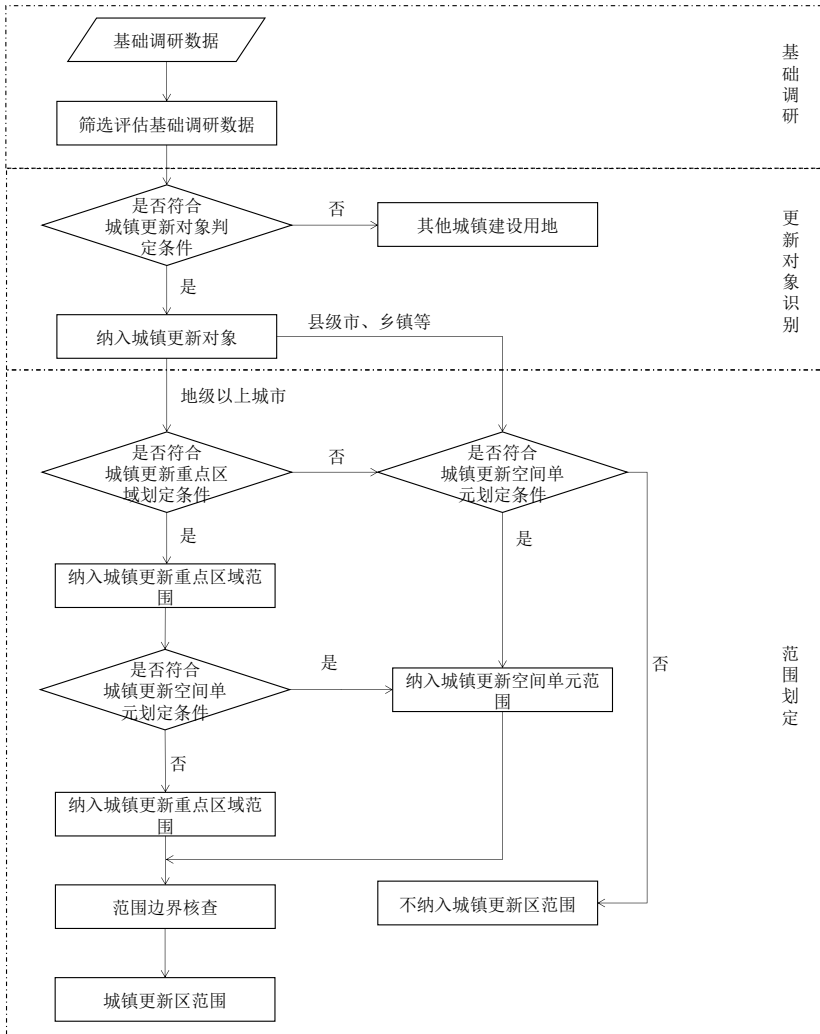 基础调研数据
筛选评估基础调研数据
基
础
调
研
是否符合
城镇更新对象判
定条件
否
其他城镇建设用地
是
纳入城镇更新对象
县级市、乡镇等
更
新
对
象
识
别
地级以上城市
是否符合
城镇更新重点区
域划定条件
否
是否符合
城镇更新空间单
元划定条件
是
是
纳入城镇更新重点区域范
围
是否符合
城镇更新空间单
元划定条件
是
纳入城镇更新空间单元范
围
否
否
纳入城镇更新重点区域范
围
范围边界核查
不纳入城镇更新区范围
城镇更新区范围
范
围
划
定